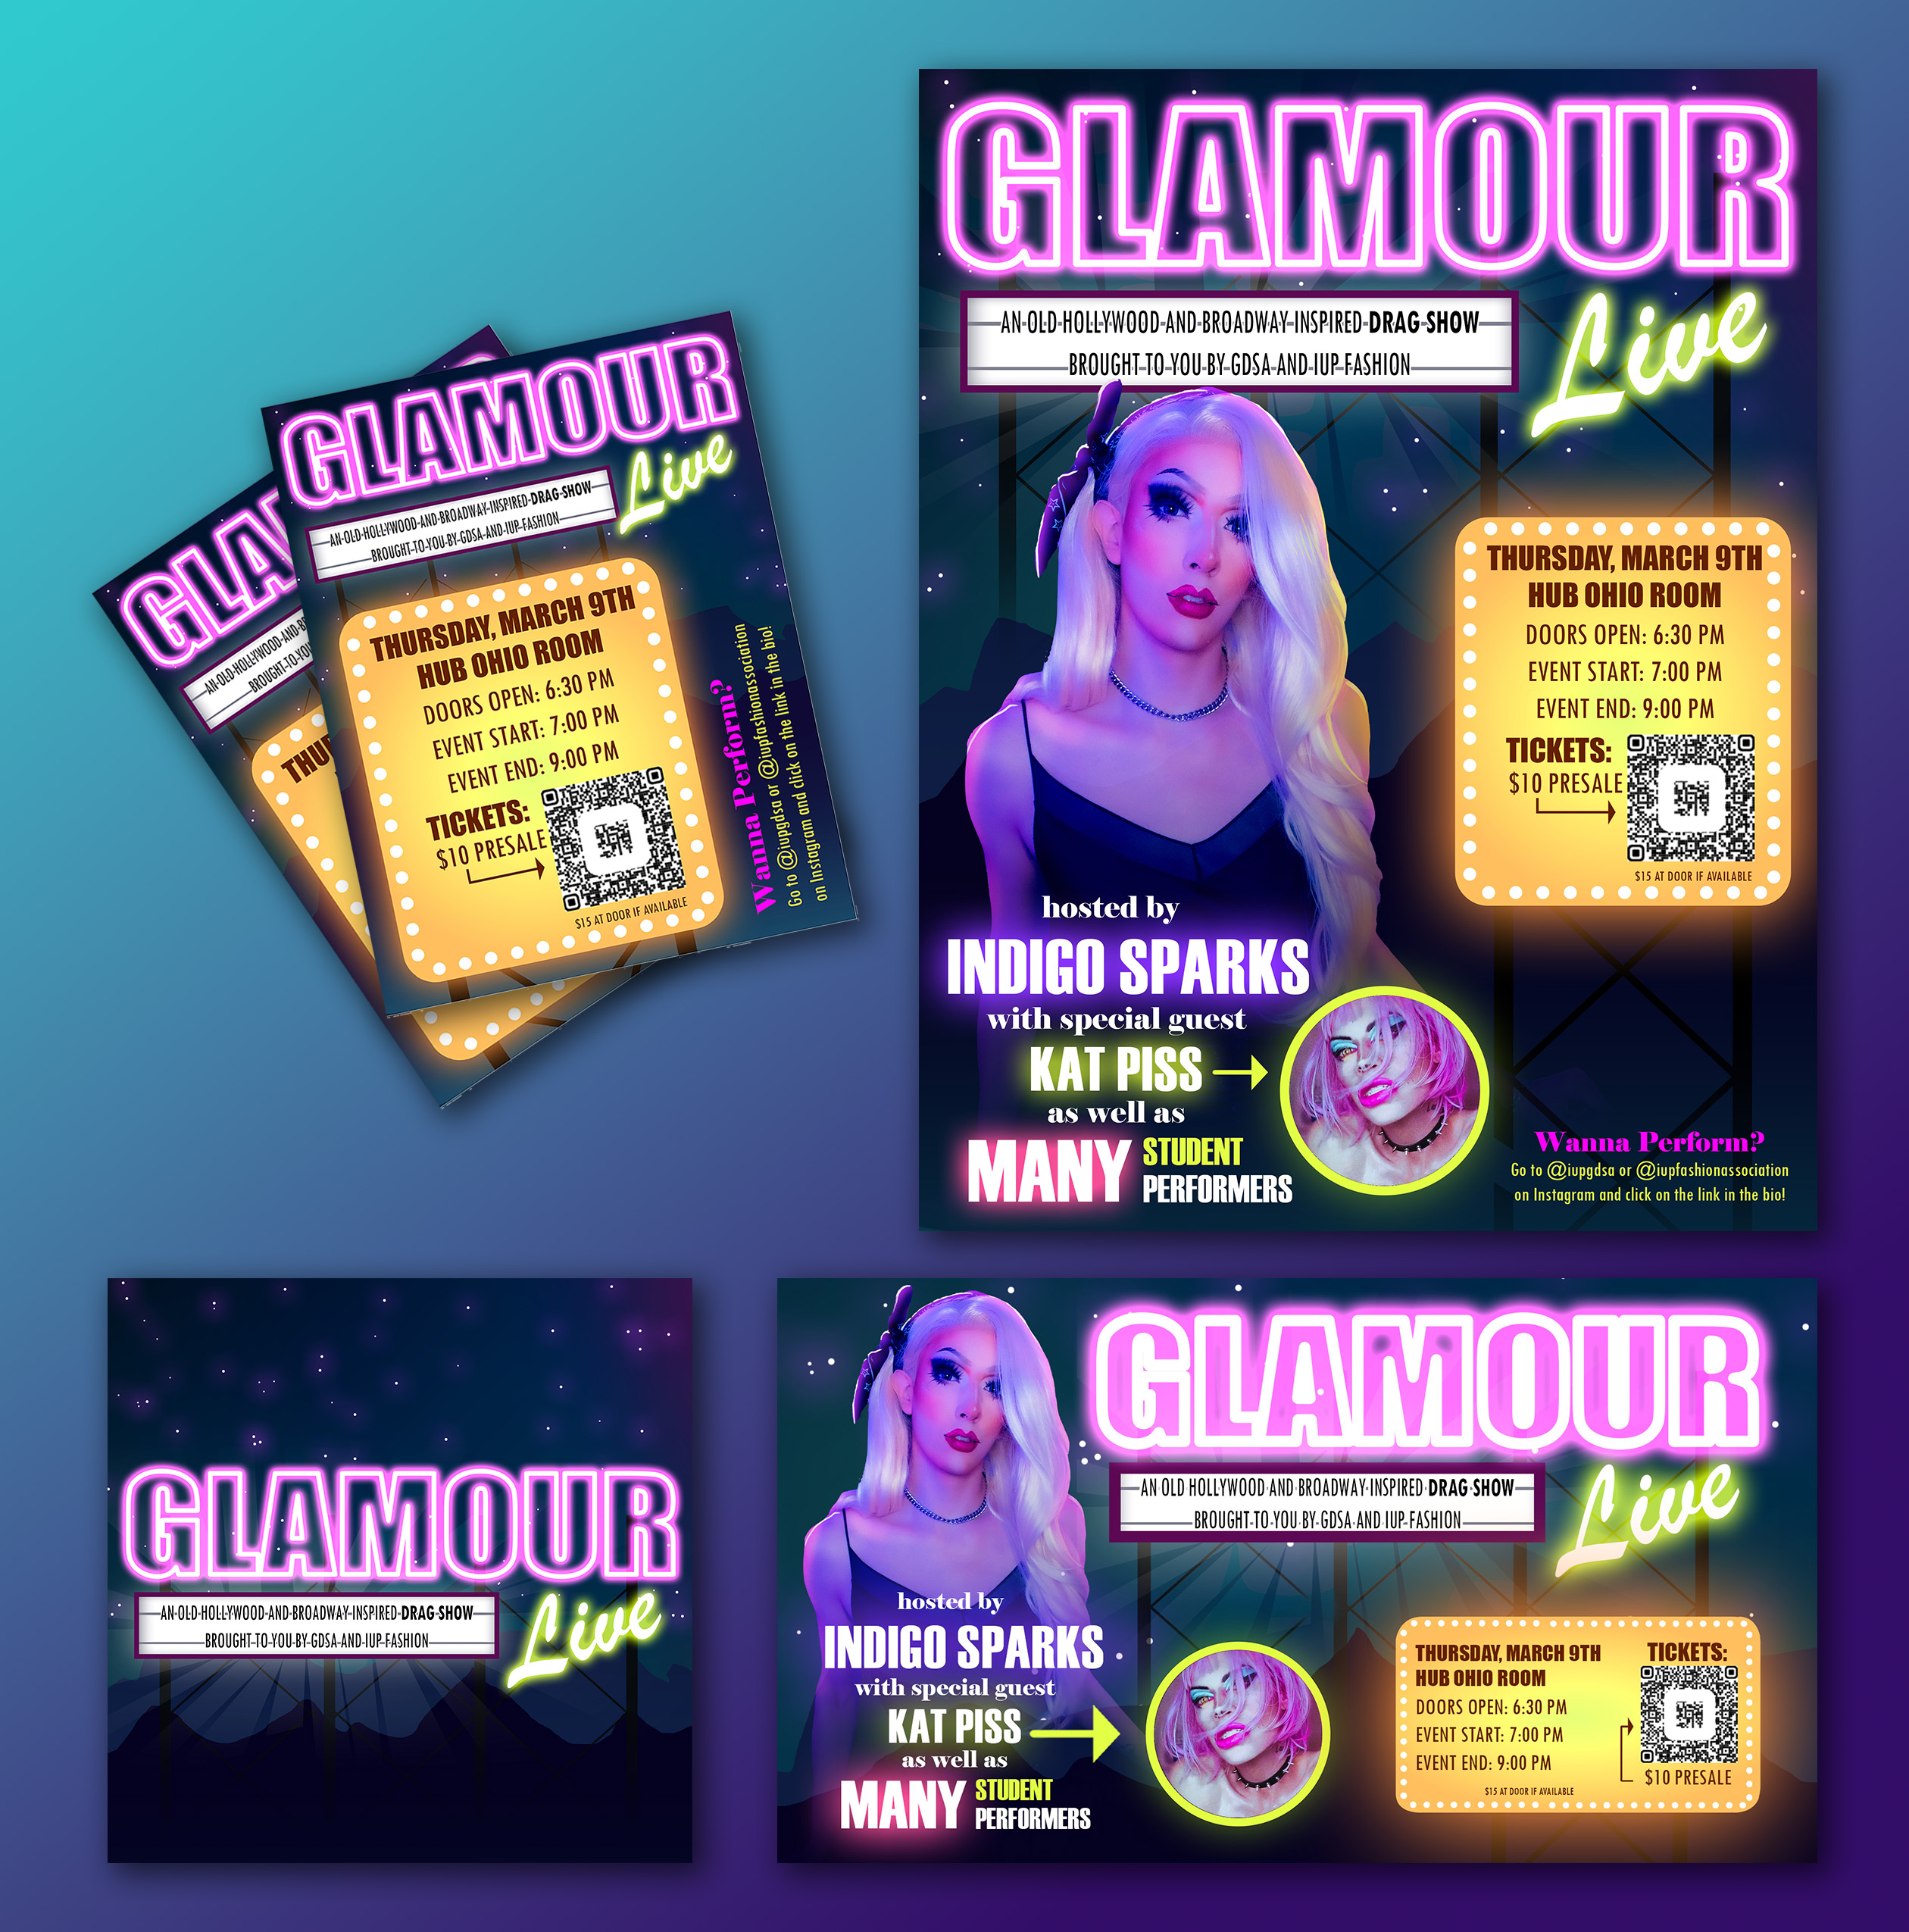 GLAMOUR
Live
AN OLD HOLLYWOOD AND BROADWAY INSPIRED DRAG SHOW
BROUGHT TO YOU BY GDSA AND IUP FASHION
THURSDAY, MARCH 9TH
HUB OHIO ROOM
DOORS OPEN: 6:30 PM
EVENT START: 7:00 PM
EVENT END: 9:00 PM
TICKETS:
$10 PRESALE
$15 AT DOOR IF AVAILABLE
Wanna Perform?
Go to @iupgdsa or @iupfashionassociation
on Instagram and click on the link in the bio!
GLA
AN OLD HOLLYWOOD AND
BROUGHT TO YOU
THU
GLAMOUR
Live
AN OLD HOLLYWOOD AND BROADWAY INSPIRED DRAG SHOW
BROUGHT TO YOU BY GDSA AND IUP FASHION
THURSDAY, MARCH 9TH
HUB OHIO ROOM
DOORS OPEN: 6:30 PM
EVENT START: 7:00 PM
EVENT END: 9:00 PM
TICKETS:
$10 PRESALE
$15 AT DOOR IF AVAILABLE
hosted by
INDIGO SPARKS
with special guest
KAT PISS
as well as
MANY STUDENT
PERFORMERS
Wanna Perform?
Go to @iupgdsa or @iupfashionassociation
on Instagram and click on the link in the bio!
GLAMOUR
Live
AN OLD HOLLYWOOD AND BROADWAY INSPIRED DRAG SHOW
BROUGHT TO YOU BY GDSA AND IUP FASHION
GLAMOUR
Live
AN OLD HOLLYWOOD AND BROADWAY INSPIRED DRAG SHOW
BROUGHT TO YOU BY GDSA AND IUP FASHION
hosted by
INDIGO SPARKS
with special guest
KAT PISS
as well as
MANY STUDENT
PERFORMERS
THURSDAY, MARCH 9TH
HUB OHIO ROOM
DOORS OPEN: 6:30 PM
EVENT START: 7:00 PM
EVENT END: 9:00 PM
$15 AT DOOR IF AVAILABLE
TICKETS:
$10 PRESALE